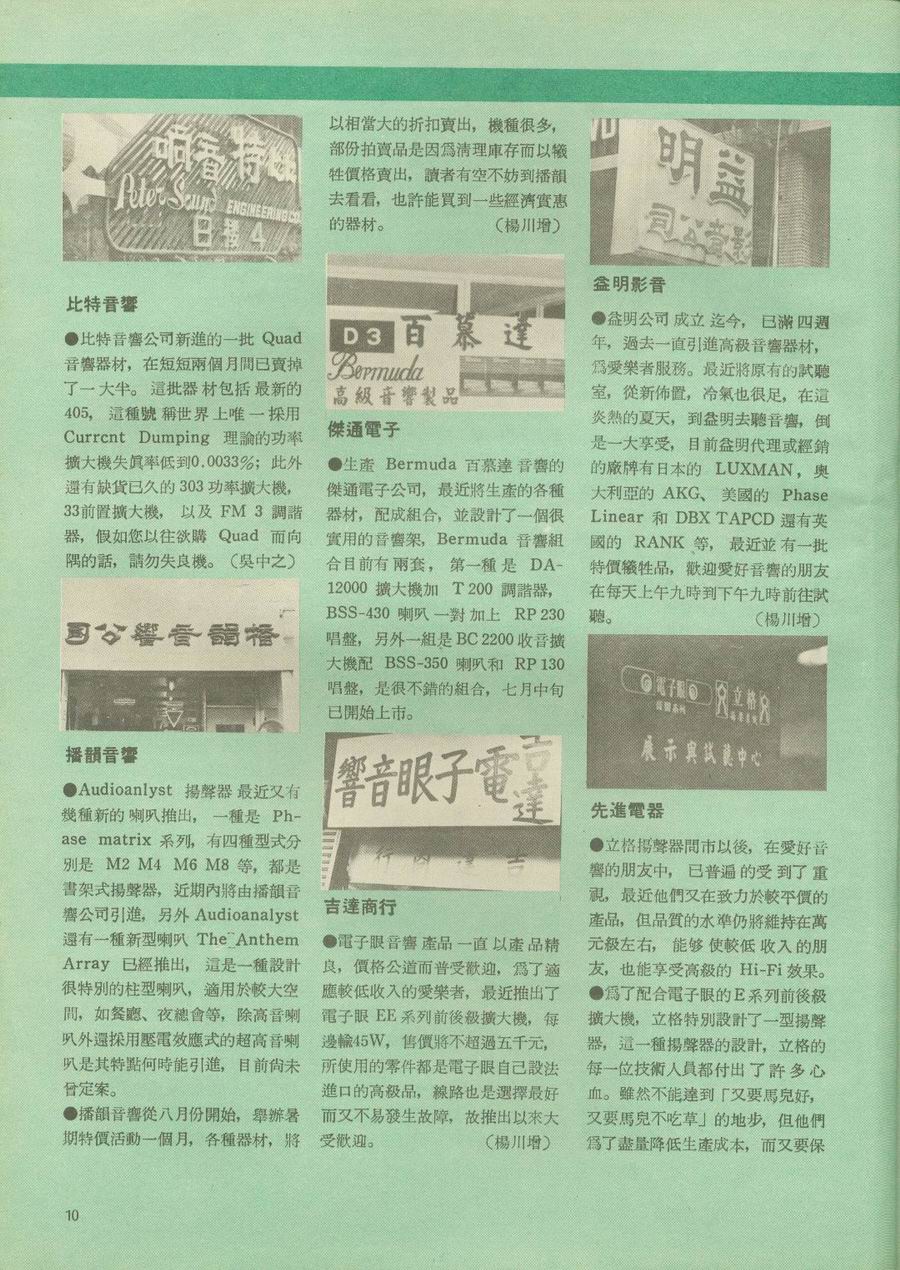 比特音響
Peter Sound ENGINEERING CO.
4樓
比特音響
●比特音響公司新進的一批 Quad
音響器材，在短短兩個月間已賣掉
了一大半。這批器材包括最新的
405，這種號稱世界上唯一採用
Currcnt Dumping 理論的功率
擴大機失眞率低到0.0033%；此外
還有缺貨已久的303功率擴大機，
33前置擴大機，以及 FM 3 調諧
器，假如您以往欲購 Quad 而向
隅的話，請勿失良機。（吳中之）
播韻音響公司
播韻音響
●Audioanlyst 揚聲器最近又有
幾種新的喇叭推出，一種是 Ph-
ase matrix 系列，有四種型式分
別是 M2 M4 M6 M8 等，都是
書架式揚聲器，近期內將由播韻音
響公司引進，另外 Audioanalyst
還有一種新型喇叭 The Anthem
Array 已經推出，這是一種設計
很特別的柱型喇叭，適用於較大空
間，如餐廳、夜總會等，除高音喇
叭外還採用壓電效應式的超高音喇
叭是其特點何時能引進，目前尙未
曾定案。
●播韻音響從八月份開始，舉辦暑
期特價活動一個月，各種器材，將
以相當大的折扣賣出，機種很多，
部份拍賣品是因爲清理庫存而以犧
牲價格賣出，讀者有空不妨到播韻
去看看，也許能買到一些經濟實惠
的器材。（楊川增）
D3 百慕達
Bermuda
高級音響製品
傑通電子
●生產 Bermuda 百慕達音響的
傑通電子公司，最近將生產的各種
器材，配成組合，並設計了一個很
實用的音響架，Bermuda 音響組
合目前有兩套，第一種是 DA-
12000 擴大機加 T 200 調諧器，
BSS-430 喇叭一對加上 RP 230
唱盤，另外一組是 BC 2200 收音擴
大機配 BSS-350 喇叭和 RP 130
唱盤，是很不錯的組合，七月中旬
已開始上市。
吉達
電子眼音響
吉達商行
吉達商行
●電子眼音響產品一直以產品精
良，價格公道而普受歡迎，爲了適
應較低收入的愛樂者，最近推出了
電子眼 EE 系列前後級擴大機，每
邊輸45W，售價將不超過五千元，
所使用的零件都是電子眼自己設法
進口的高級品，線路也是選擇最好
而又不易發生故障，故推出以來大
受歡迎。（楊川增）
益明
影音公司
益明影音
●益明公司成立迄今，已滿四週
年，過去一直引進高級音響器材，
爲愛樂者服務。最近將原有的試聽
室，從新佈置，冷氣也很足，在這
炎熱的夏天，到益明去聽音響，倒
是一大享受，目前益明代理或經銷
的廠牌有日本的 LUXMAN，奧
大利亞的 AKG、美國的 Phase
Linear 和 DBX TAPCD 還有英
國的 RANK 等，最近並有一批
特價犧牲品，歡迎愛好音響的朋友
在每天上午九時到下午九時前往試
聽。（楊川增）
電子眼
立格
展示與試聽中心
先進電器
●立格揚聲器問市以後，在愛好音
響的朋友中，已普遍的受到了重
視，最近他們又在致力於較平價的
產品，但品質的水準仍將維持在萬
元級左右，能够使較低收入的朋
友，也能享受高級的 Hi-Fi 效果。
●爲了配合電子眼的E系列前後級
擴大機，立格特別設計了一型揚聲
器，這一種揚聲器的設計，立格的
每一位技術人員都付出了許多心
血。雖然不能達到「又要馬兒好，
又要馬兒不吃草」的地步，但他們
爲了盡量降低生產成本，而又要保
10